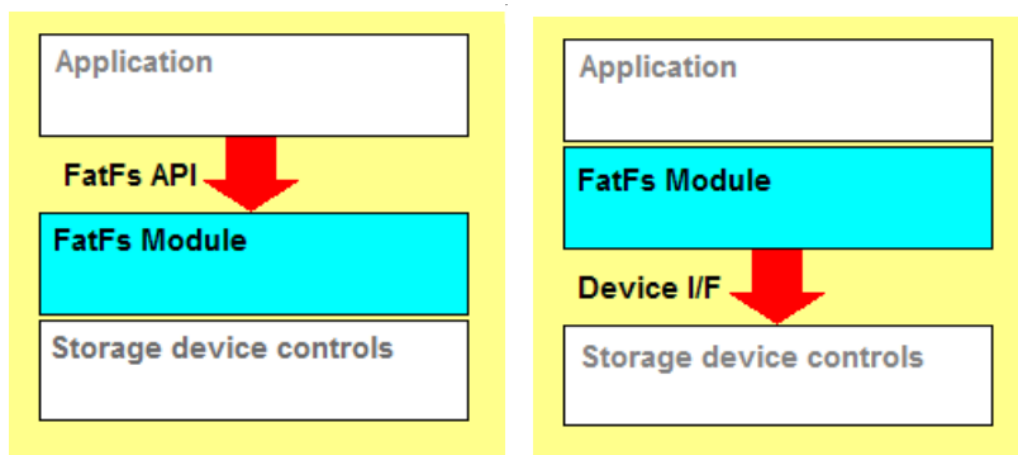 Application
FatFs API
FatFs Module
Storage device controls
Application
FatFs Module
Device I/F
Storage device controls